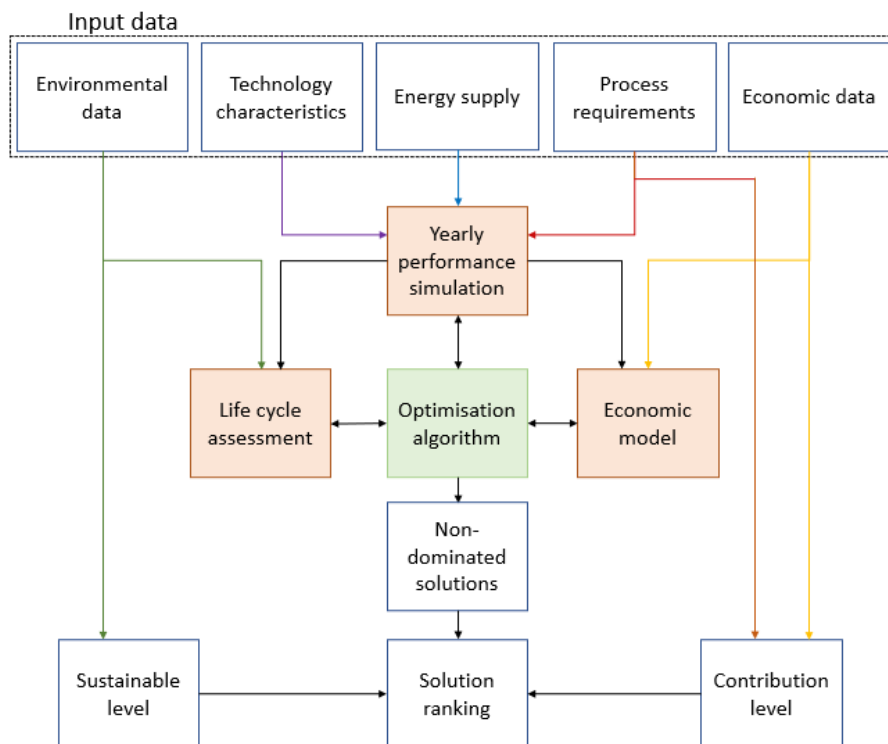 Input data
Environmental
data
Technology
characteristics
Energy supply
Process
requirements
Economic data
Yearly
performance
simulation
Life cycle
assessment
Optimisation
algorithm
Economic
model
Non-
dominated
solutions
Sustainable
level
Solution
ranking
Contribution
level